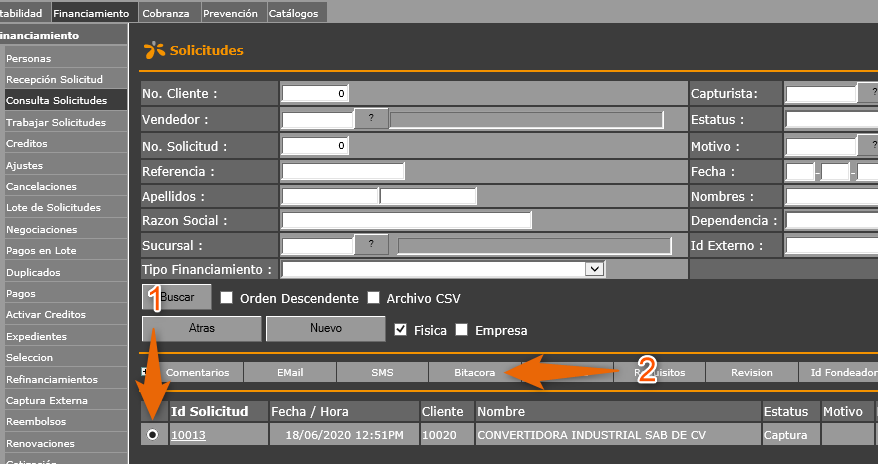 tabilidad Financiamiento Cobranza Prevención Catálogos
inanciamiento
Personas
Recepción Solicitud
Consulta Solicitudes
Trabajar Solicitudes
Creditos
Ajustes
Cancelaciones
Lote de Solicitudes
Negociaciones
Pagos en Lote
Duplicados
Pagos
Activar Creditos
Expedientes
Seleccion
Refinanciamientos
Captura Externa
Reembolsos
Renovaciones
Cotización
Solicitudes
No. Cliente : 0 Capturista: ?
Vendedor : ? Estatus :
No. Solicitud : 0 Motivo : ?
Referencia : Fecha : - -
Apellidos : Nombres :
Razon Social : Dependencia :
Sucursal : ? Id Externo :
Tipo Financiamiento :
1 Buscar Orden Descendente Archivo CSV
Atras Nuevo Fisica Empresa
Comentarios EMail SMS Bitacora 2 Requisitos Revision Id Fondeador
Id Solicitud Fecha / Hora Cliente Nombre Estatus Motivo
10013 18/06/2020 12:51PM 10020 CONVERTIDORA INDUSTRIAL SAB DE CV Captura